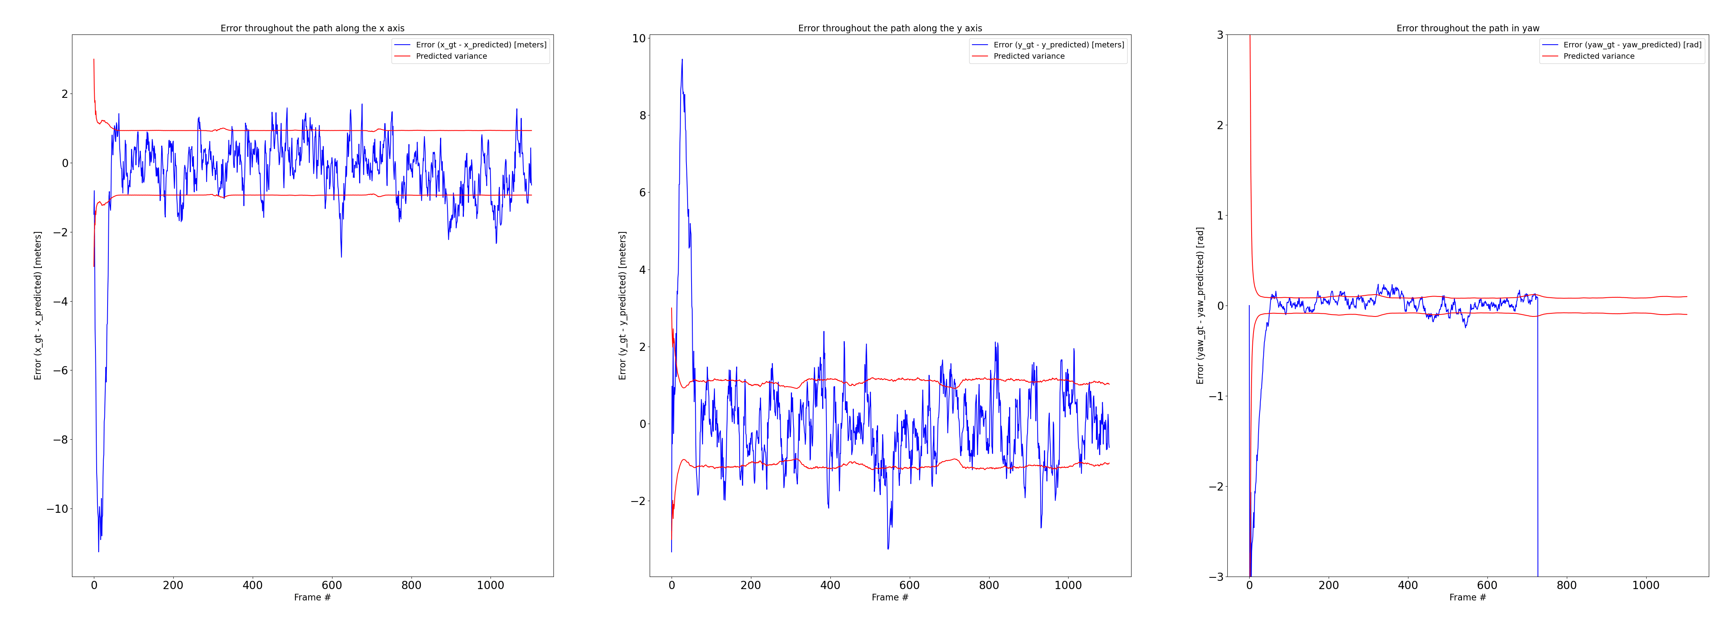 Error throughout the path along the x axis
Error (x_gt - x_predicted) [meters]
Predicted variance
2
0
−2
−4
−6
−8
−10
Error (x_gt - x_predicted) [meters]
0 200 400 600 800 1000
Frame #
Error throughout the path along the y axis
Error (y_gt - y_predicted) [meters]
Predicted variance
10
8
6
4
2
0
−2
Error (y_gt - y_predicted) [meters]
0 200 400 600 800 1000
Frame #
Error throughout the path in yaw
Error (yaw_gt - yaw_predicted) [rad]
Predicted variance
3
2
1
0
−1
−2
−3
Error (yaw_gt - yaw_predicted) [rad]
0 200 400 600 800 1000
Frame #